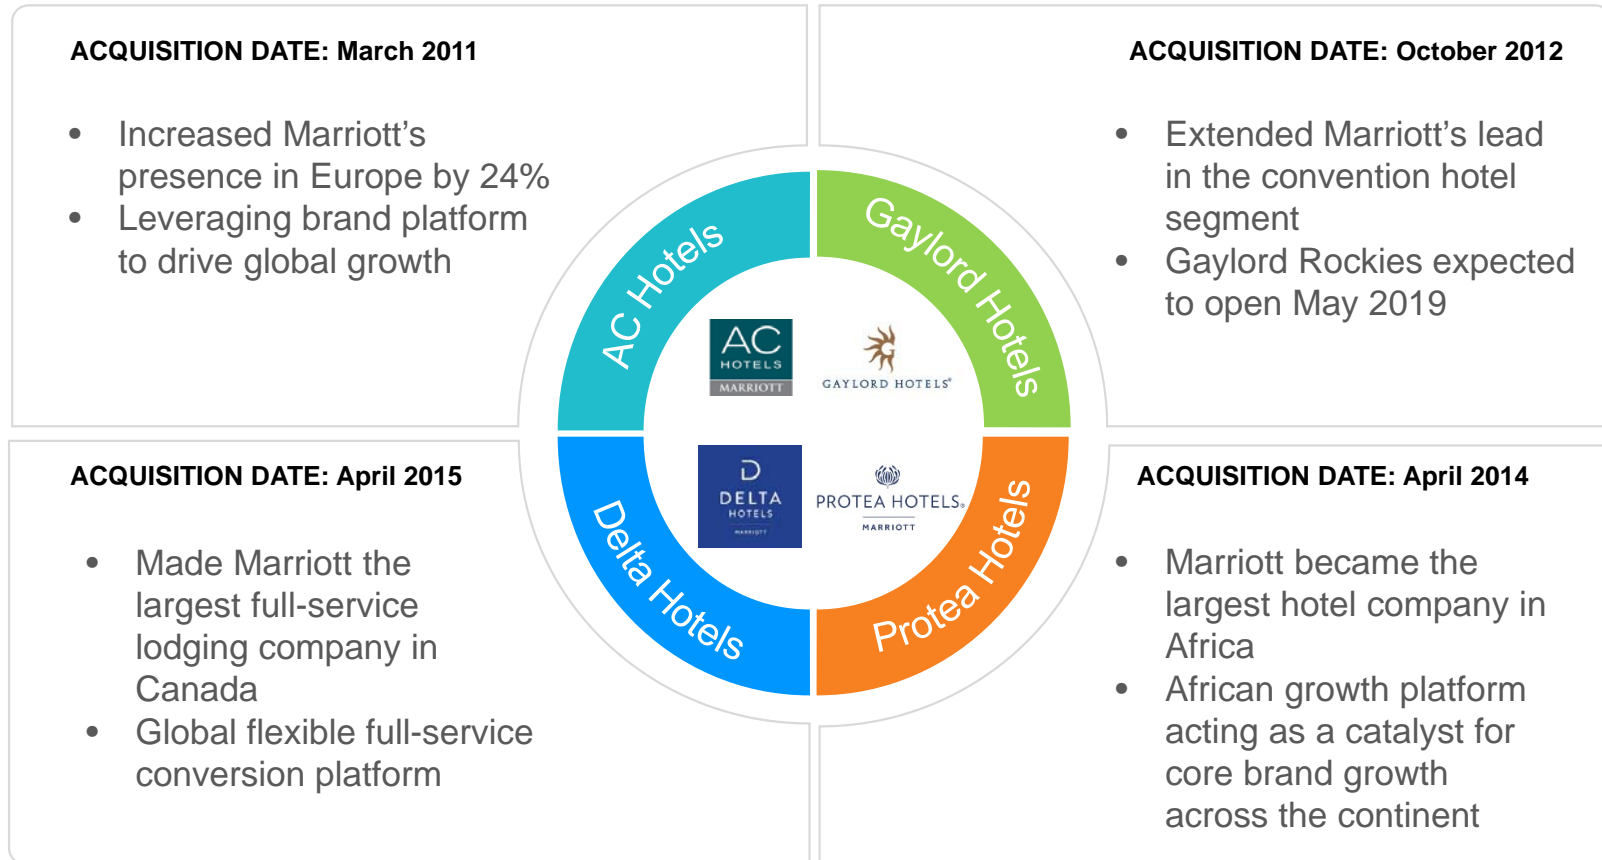 ACQUISITION DATE: March 2011
• Increased Marriott’s
presence in Europe by 24%
• Leveraging brand platform
to drive global growth
ACQUISITION DATE: October 2012
• Extended Marriott’s lead
in the convention hotel
segment
• Gaylord Rockies expected
to open May 2019
AC Hotels
Gaylord Hotels
AC
HOTELS
MARRIOTT
GAYLORD HOTELS®
D
DELTA
HOTELS
MARRIOTT
PROTEA HOTELS®
MARRIOTT
Delta Hotels
Protea Hotels
ACQUISITION DATE: April 2015
• Made Marriott the
largest full-service
lodging company in
Canada
• Global flexible full-service
conversion platform
ACQUISITION DATE: April 2014
• Marriott became the
largest hotel company in
Africa
• African growth platform
acting as a catalyst for
core brand growth
across the continent